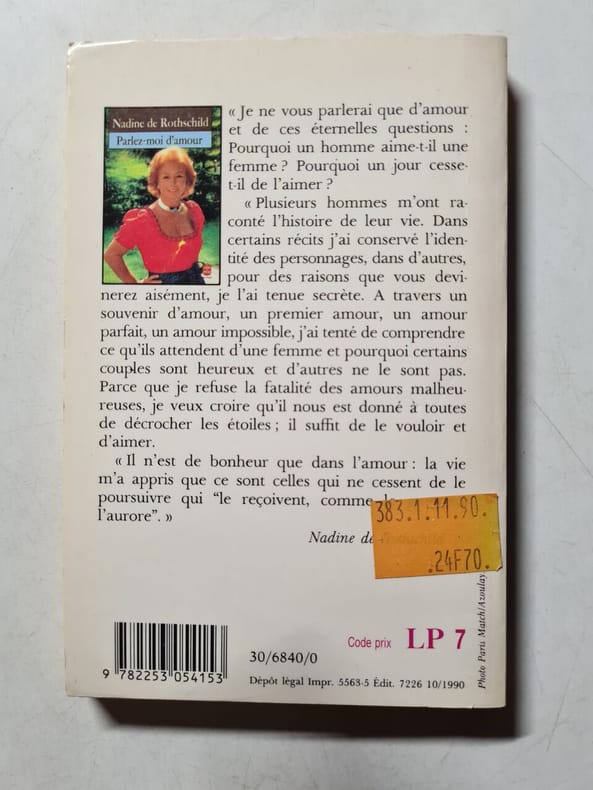 Nadine de Rothschild
Parlez-moi d'amour
« Je ne vous parlerai que d'amour
et de ces éternelles questions :
Pourquoi un homme aime-t-il une
femme ? Pourquoi un jour cesse-
t-il de l'aimer ?
« Plusieurs hommes m'ont ra-
conté l'histoire de leur vie. Dans
certains récits j'ai conservé l'iden-
tité des personnages, dans d'autres,
pour des raisons que vous devi-
nerez aisément, je l'ai tenue secrète. A travers un
souvenir d'amour, un premier amour, un amour
parfait, un amour impossible, j'ai tenté de comprendre
ce qu'ils attendent d'une femme et pourquoi certains
couples sont heureux et d'autres ne le sont pas.
Parce que je refuse la fatalité des amours malheu-
reuses, je veux croire qu'il nous est donné à toutes
de décrocher les étoiles ; il suffit de le vouloir et
d'aimer.
« Il n'est de bonheur que dans l'amour : la vie
m'a appris que ce sont celles qui ne cessent de le
poursuivre qui "le reçoivent, comme
l'aurore". »
Nadine de
383.1.11.90.
.24F70.
Photo Paris Match/Azoulay
Code prix LP 7
30/6840/0
9 782253 054153
Dépôt légal Impr. 5563-5 Édit. 7226 10/1990